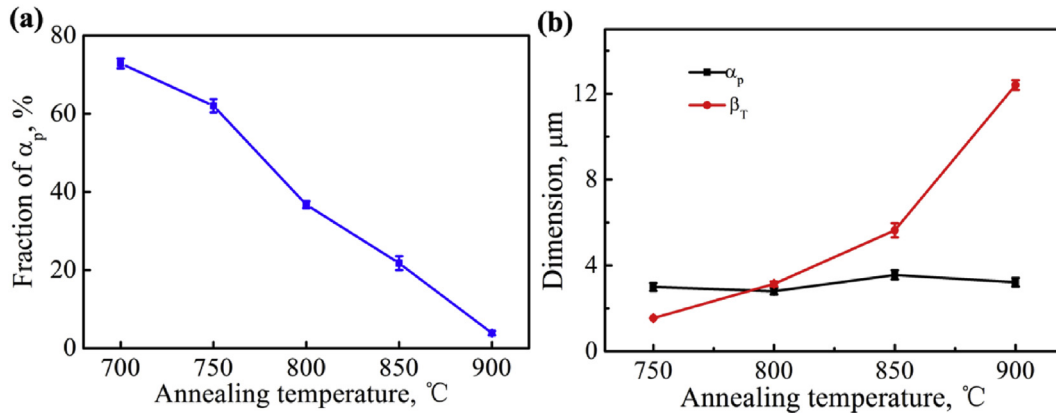 (a)
Fraction of αp, %
80
60
40
20
0
700 750 800 850 900
Annealing temperature, ℃
(b)
Dimension, μm
αp
βT
12
8
4
0
750 800 850 900
Annealing temperature, ℃